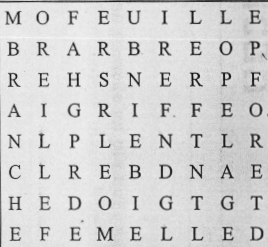 M O F E U I L L E
B R A R B R E O P
R E H S N E R P F
A I G R I F F E O
N L P L E N T L R
C L R E B D N A E
H E D O I G T G T
E F E M E L L E D